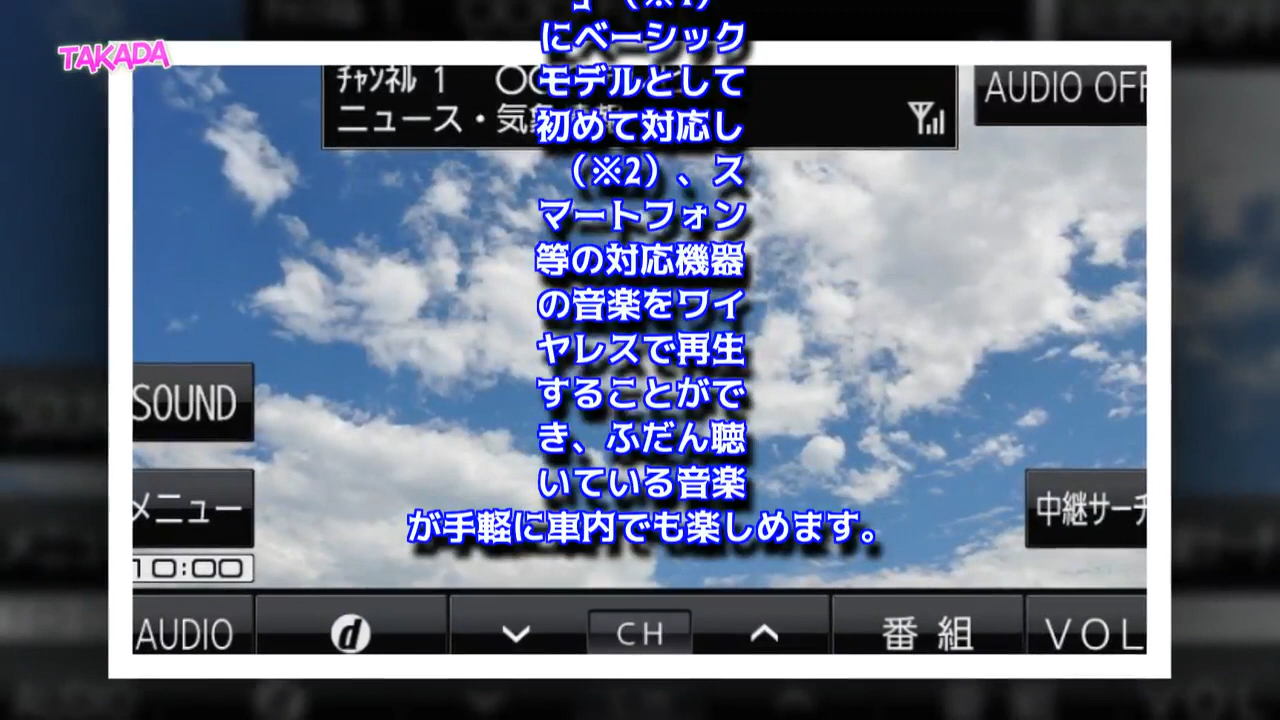 TAKADA
」（※1）
にベーシック
モデルとして
初めて対応し
（※2）、ス
マートフォン
等の対応機器
の音楽をワイ
ヤレスで再生
することがで
き、ふだん聴
いている音楽
が手軽に車内でも楽しめます。
チャンネル 1
ニュース・気象
AUDIO OFF
SOUND
メニュー
中継サーチ
10:00
AUDIO
d
CH
番組
VOL